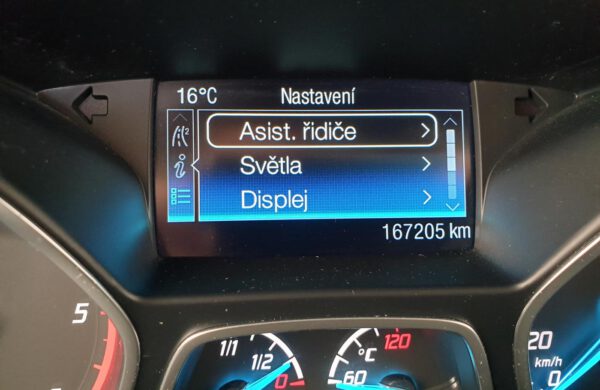 16°C Nastavení
Asist. řidiče
Světla
Displej
167205 km
5
1/1 1/2 0
°C 120
60
20
km/h
0